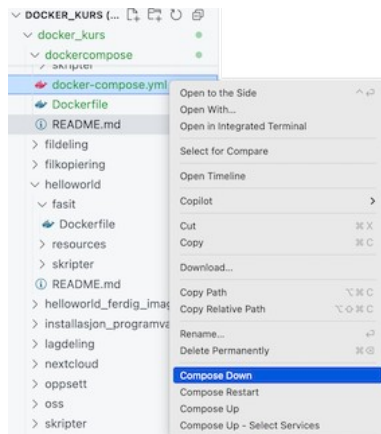 DOCKER_KURS (...
docker_kurs
dockercompose
skripter
docker-compose.yml
Dockerfile
README.md
fildeling
filkopiering
helloworld
fasit
Dockerfile
resources
skripter
README.md
helloworld_ferdig_imag
installasjon_programva
lagdeling
nextcloud
oppsett
oss
skripter
Open to the Side ^⏎
Open With...
Open in Integrated Terminal
Select for Compare
Open Timeline
Copilot
Cut ⌘ X
Copy ⌘ C
Download...
Copy Path ⌥ ⌘ C
Copy Relative Path ⌥ ⇧ ⌘ C
Rename... ⏎
Delete Permanently ⌘ ⌫
Compose Down
Compose Restart
Compose Up
Compose Up - Select Services